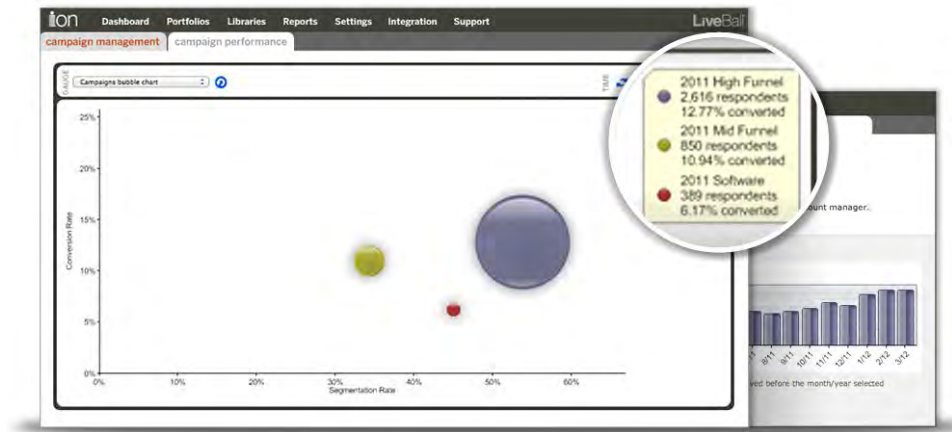 ion Dashboard Portfolios Libraries Reports Settings Integration Support LiveBall
campaign management campaign performance
GAUGE Campaigns bubble chart TIME
2011 High Funnel
2,616 respondents
12.77% converted
2011 Mid Funnel
850 respondents
10.94% converted
2011 Software
389 respondents
6.17% converted
25%
20%
15%
10%
5%
0%
Conversion Rate
0% 10% 20% 30% 40% 50% 60%
Segmentation Rate
ount manager.
8/11 9/11 10/11 11/11 12/11 1/12 2/12 3/12
ved before the month/year selected